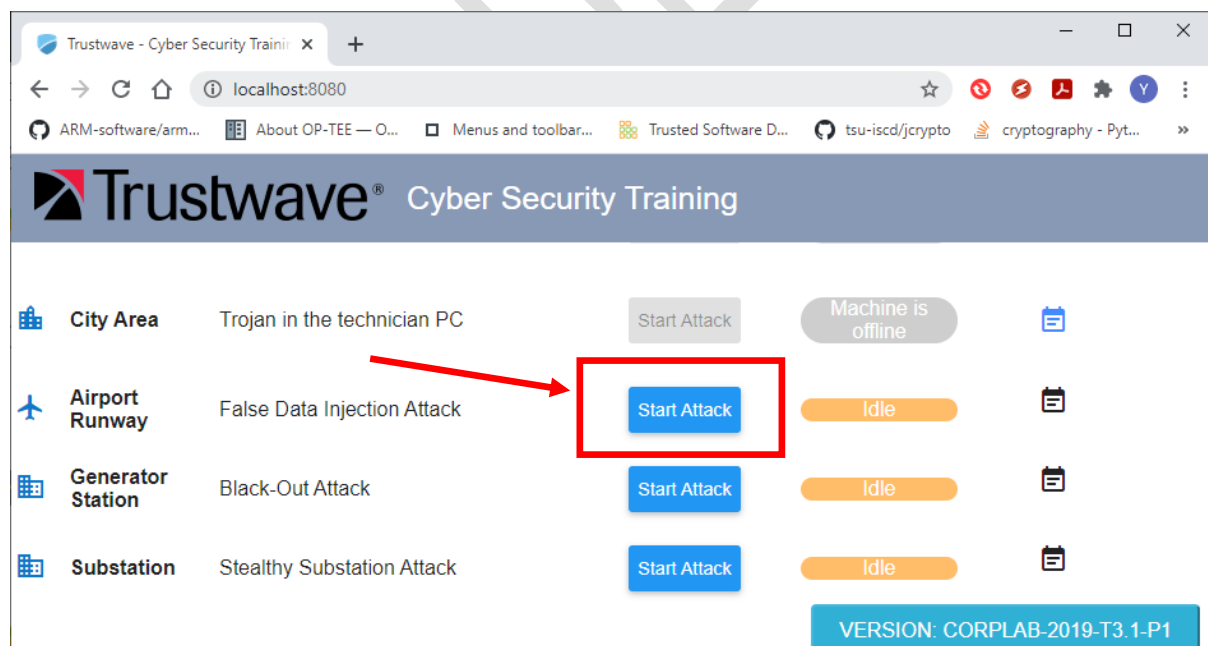 Trustwave - Cyber Security Trainin
localhost:8080
Y
ARM-software/arm... About OP-TEE — O... Menus and toolbar... Trusted Software D... tsu-iscd/jcrypto cryptography - Pyt... »
Trustwave® Cyber Security Training
City Area Trojan in the technician PC Start Attack Machine is
offline
Airport
Runway False Data Injection Attack Start Attack Idle
Generator
Station Black-Out Attack Start Attack Idle
Substation Stealthy Substation Attack Start Attack Idle
VERSION: CORPLAB-2019-T3.1-P1